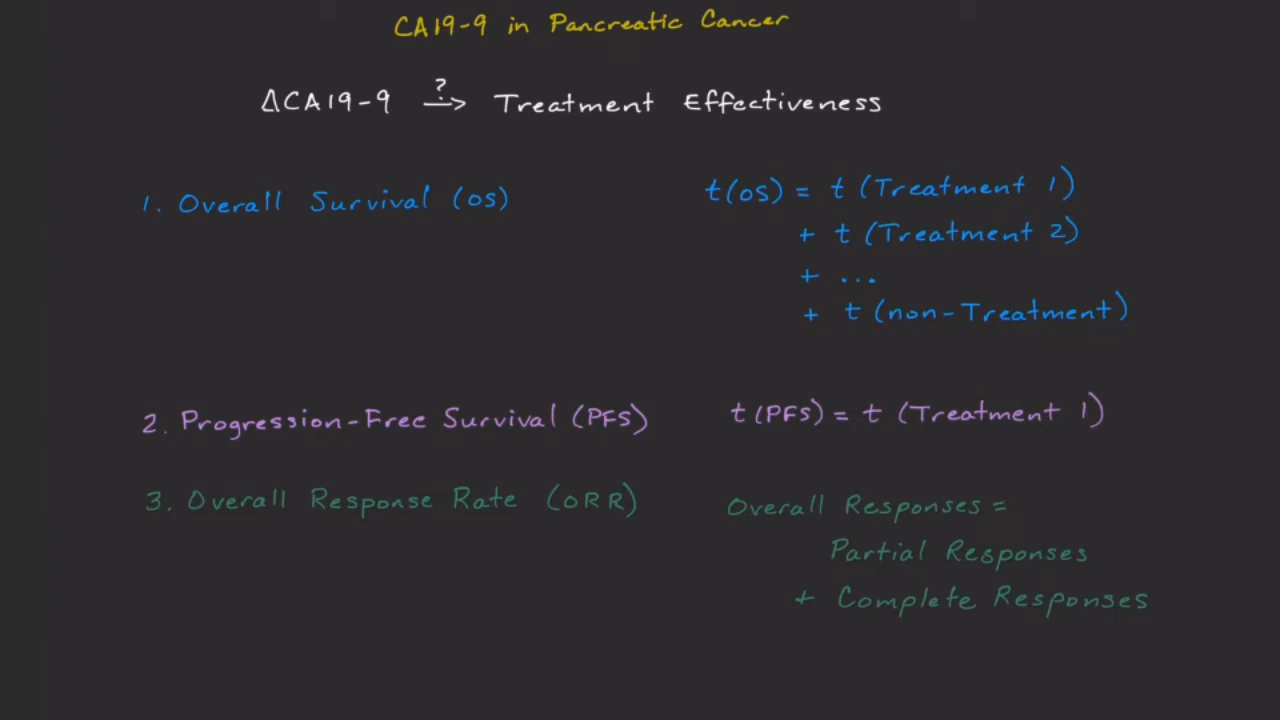 CA19-9 in Pancreatic Cancer
ΔCA19-9 ?→ Treatment Effectiveness
1. Overall Survival (OS)
t(OS) = t (Treatment 1)
+ t (Treatment 2)
+ ...
+ t (non-Treatment)
2. Progression-Free Survival (PFS)
t(PFS) = t (Treatment 1)
3. Overall Response Rate (ORR)
Overall Responses =
Partial Responses
+ Complete Responses